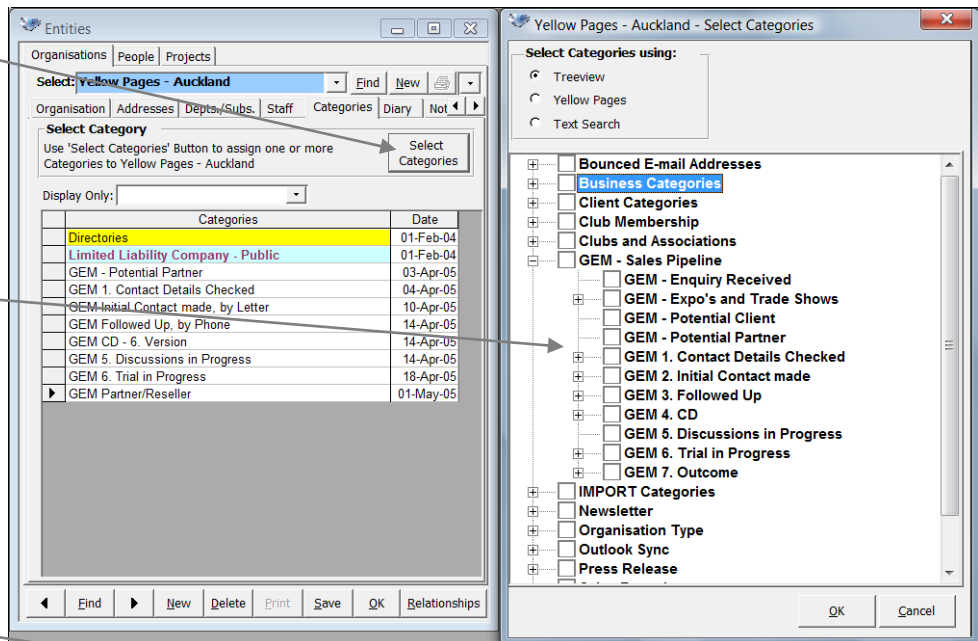 Entities
Organisations People Projects
Select: Yellow Pages - Auckland Find New
Organisation Addresses Depts./Subs. Staff Categories Diary Not
Select Category
Use 'Select Categories' Button to assign one or more
Categories to Yellow Pages - Auckland
Select
Categories
Display Only:
Categories Date
Directories 01-Feb-04
Limited Liability Company - Public 01-Feb-04
GEM - Potential Partner 03-Apr-05
GEM 1. Contact Details Checked 04-Apr-05
GEM Initial Contact made, by Letter 10-Apr-05
GEM Followed Up, by Phone 14-Apr-05
GEM CD - 6. Version 14-Apr-05
GEM 5. Discussions in Progress 14-Apr-05
GEM 6. Trial in Progress 18-Apr-05
GEM Partner/Reseller 01-May-05
Find New Delete Print Save OK Relationships
Yellow Pages - Auckland - Select Categories
Select Categories using:
Treeview
Yellow Pages
Text Search
Bounced E-mail Addresses
Business Categories
Client Categories
Club Membership
Clubs and Associations
GEM - Sales Pipeline
GEM - Enquiry Received
GEM - Expo's and Trade Shows
GEM - Potential Client
GEM - Potential Partner
GEM 1. Contact Details Checked
GEM 2. Initial Contact made
GEM 3. Followed Up
GEM 4. CD
GEM 5. Discussions in Progress
GEM 6. Trial in Progress
GEM 7. Outcome
IMPORT Categories
Newsletter
Organisation Type
Outlook Sync
Press Release
OK Cancel